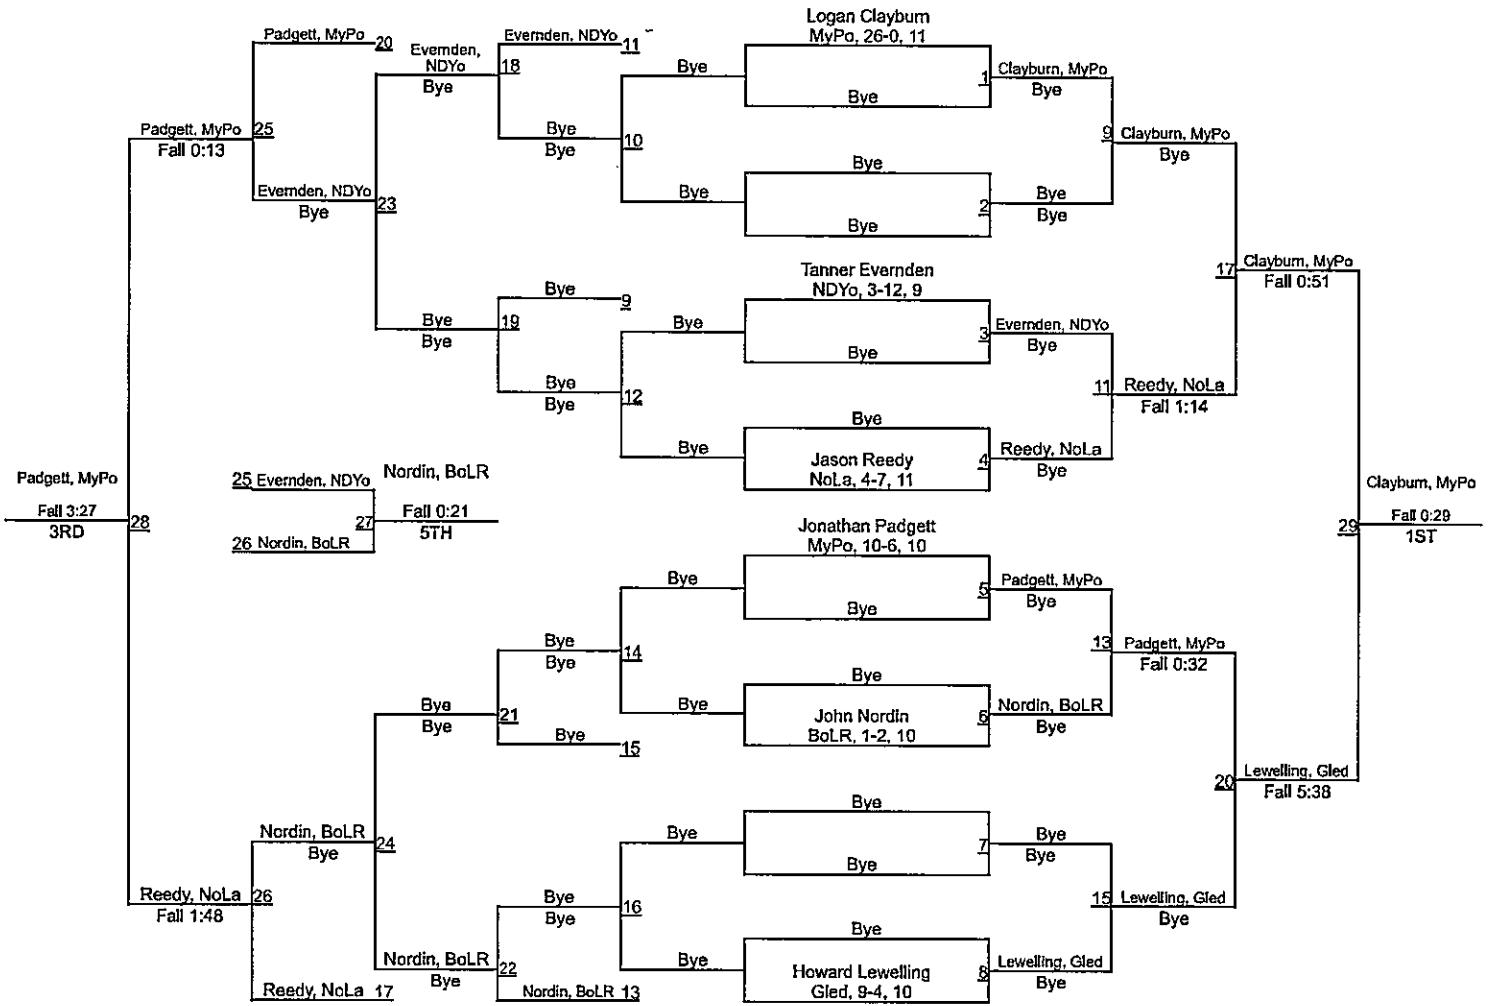 Logan Clayburn
MyPo, 26-0, 11
Bye
1
Bye
Bye
2
Tanner Evernden
NDYo, 3-12, 9
Bye
3
Bye
Jason Reedy
NoLa, 4-7, 11
4
Jonathan Padgett
MyPo, 10-6, 10
Bye
5
Bye
John Nordin
BoLR, 1-2, 10
6
Bye
Bye
7
Bye
Howard Lewelling
Gled, 9-4, 10
8
Clayburn, MyPo
Bye
9
Bye
Bye
Evernden, NDYo
Bye
11
Reedy, NoLa
Bye
Padgett, MyPo
Bye
13
Nordin, BoLR
Bye
Bye
Bye
15
Lewelling, Gled
Bye
Clayburn, MyPo
Bye
17
Reedy, NoLa
Fall 1:14
Padgett, MyPo
Fall 0:32
20
Lewelling, Gled
Bye
Clayburn, MyPo
Fall 0:51
29
Lewelling, Gled
Fall 5:38
Clayburn, MyPo
Fall 0:29
1ST
Bye
10
Bye
Bye
12
Bye
Bye
14
Bye
Bye
16
Bye
Evernden, NDYo 11
18
Bye
Bye
Bye 9
19
Bye
Bye
Bye
Bye
21
Bye 15
Bye
Bye
22
Nordin, BoLR 13
Evernden,
NDYo
Bye
23
Bye
Bye
Bye
Bye
24
Nordin, BoLR
Bye
Padgett, MyPo 20
25
Evernden, NDYo
Bye
Nordin, BoLR
Bye
26
Reedy, NoLa 17
Padgett, MyPo
Fall 0:13
28
Reedy, NoLa
Fall 1:48
Padgett, MyPo
Fall 3:27
3RD
25 Evernden, NDYo
27
26 Nordin, BoLR
Nordin, BoLR
Fall 0:21
5TH